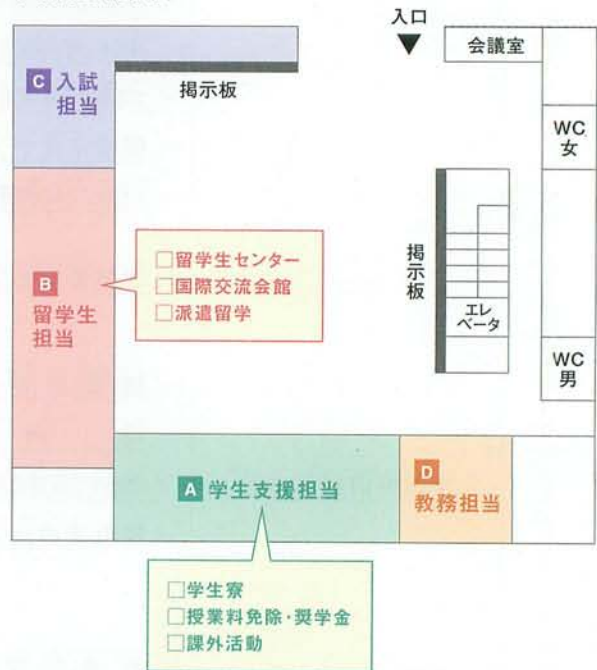 入口
会議室
C 入試
担当
掲示板
WC
女
B
留学生
担当
□留学生センター
□国際交流会館
□派遣留学
掲示板
エレ
ベータ
WC
男
A 学生支援担当
D
教務担当
□学生寮
□授業料免除・奨学金
□課外活動